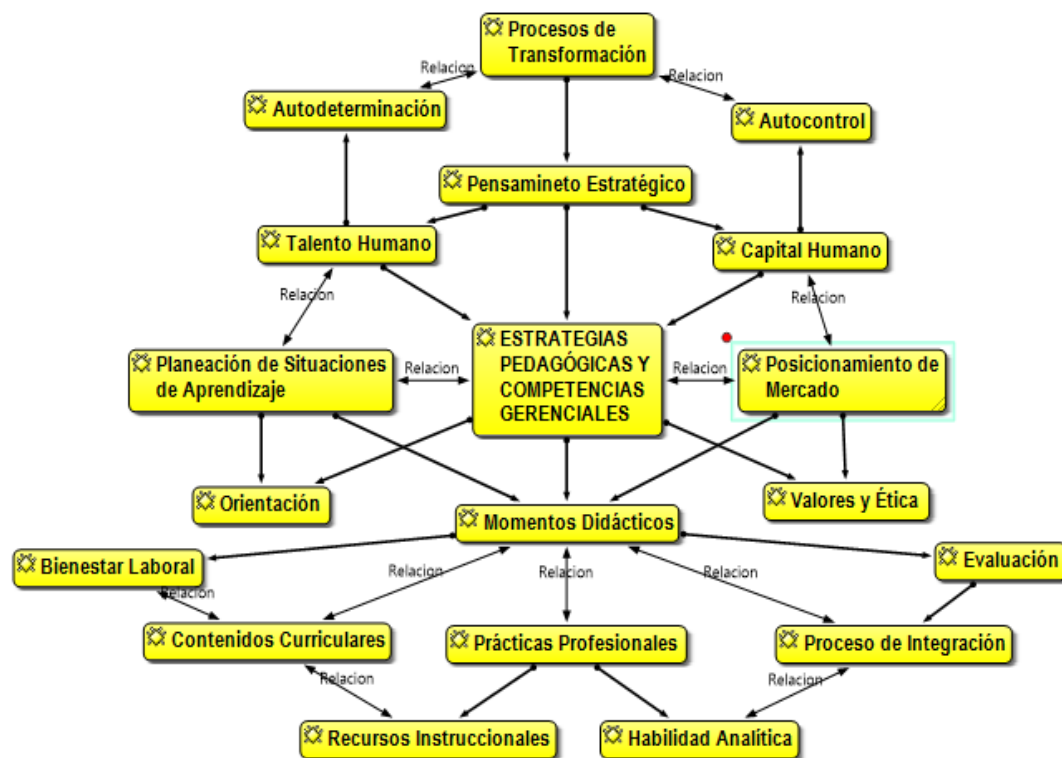 Procesos de
Transformación
Relacion
Relacion
Autodeterminación
Autocontrol
Pensamineto Estratégico
Talento Humano
Capital Humano
Relacion
Relacion
ESTRATEGIAS
PEDAGÓGICAS Y
COMPETENCIAS
GERENCIALES
Planeación de Situaciones
de Aprendizaje
Relacion
Relacion
Posicionamiento de
Mercado
Orientación
Valores y Ética
Momentos Didácticos
Bienestar Laboral
Evaluación
Relacion
Relacion
Relacion
Relacion
Contenidos Curriculares
Prácticas Profesionales
Proceso de Integración
Relacion
Relacion
Recursos Instruccionales
Habilidad Analítica